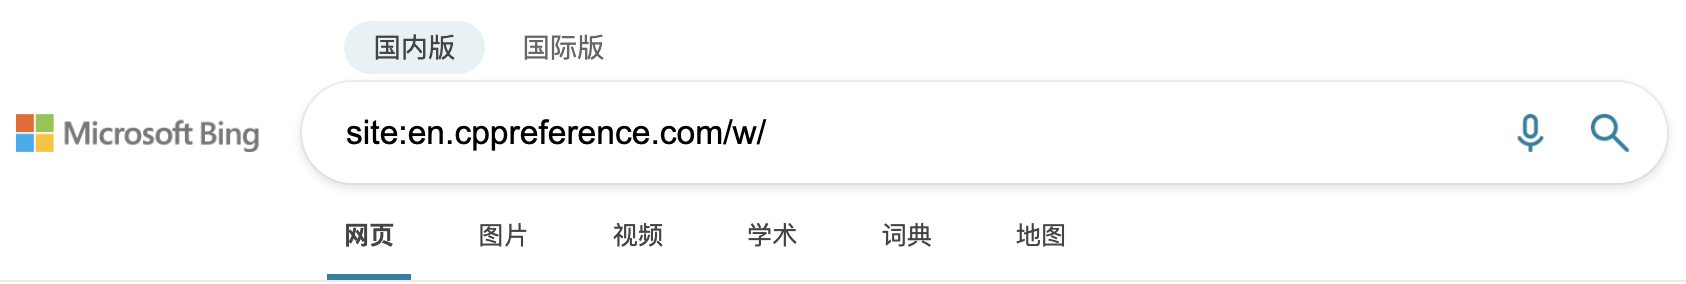 国内版 国际版
Microsoft Bing site:en.cppreference.com/w/
网页 图片 视频 学术 词典 地图